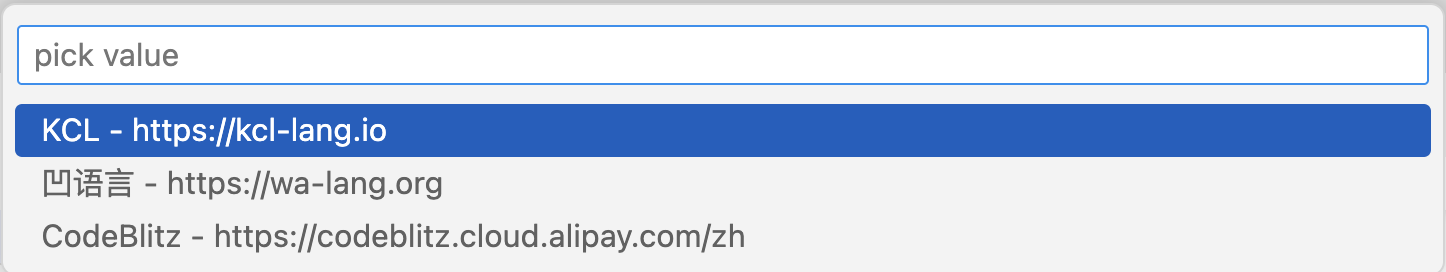 pick value
KCL - https://kcl-lang.io
凹语言 - https://wa-lang.org
CodeBlitz - https://codeblitz.cloud.alipay.com/zh